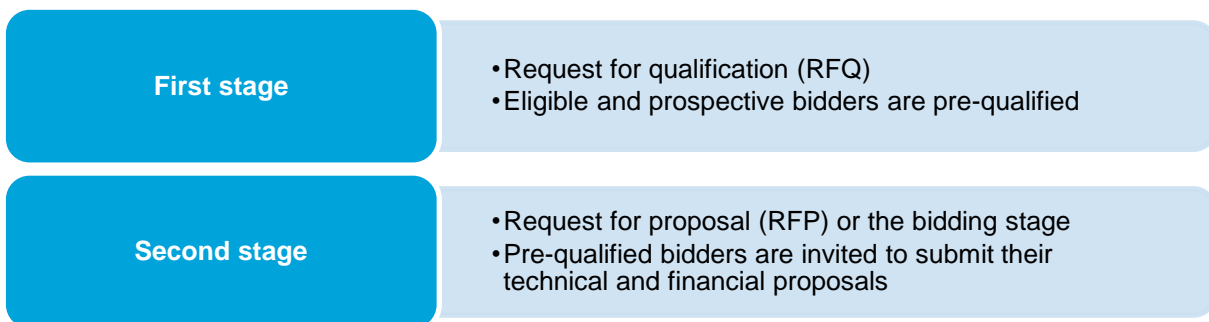 First stage
•Request for qualification (RFQ)
•Eligible and prospective bidders are pre-qualified
Second stage
•Request for proposal (RFP) or the bidding stage
•Pre-qualified bidders are invited to submit their
technical and financial proposals